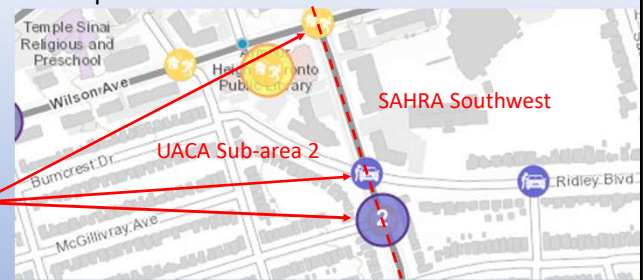 Temple Sinai
Religious and
Preschool
Wilson Ave
Public Library
SAHRA Southwest
UACA Sub-area 2
Burncrest Dr
Ridley Blvd
2
McGillivray Ave